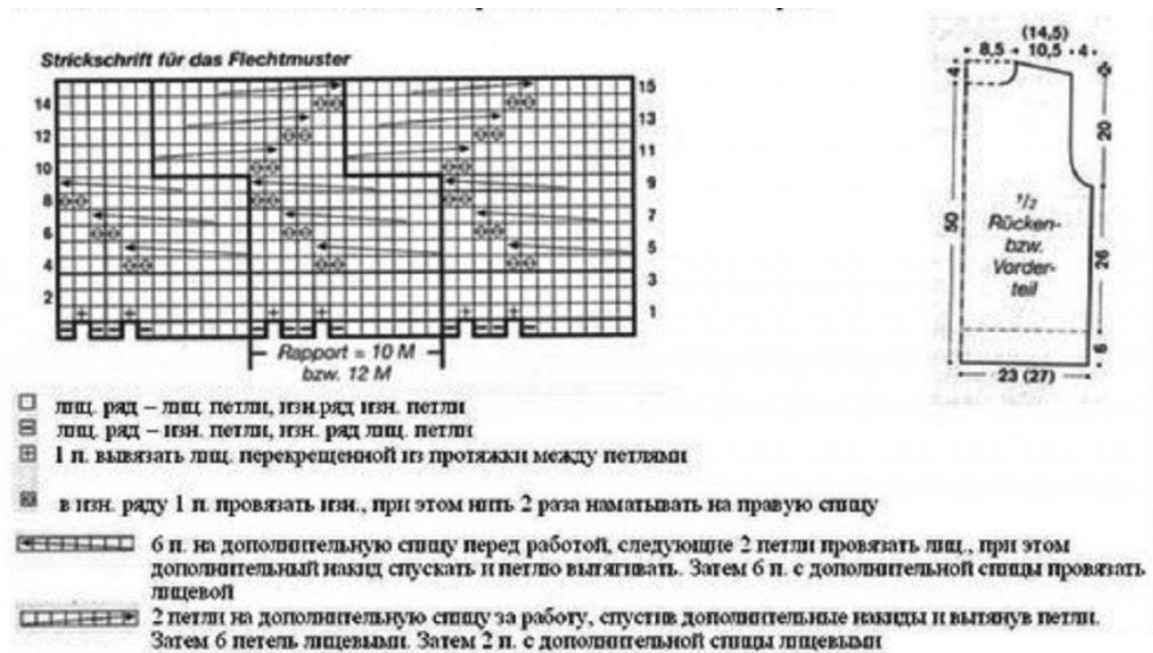 Strickschrift für das Flechtmuster
14
12
10
8
6
4
2
15
13
11
9
7
5
3
1
Rapport = 10 M
bzw. 12 M
(14,5)
8,5 10,5 4
4
20
50
26
6
1/2
Rücken-
bzw.
Vorder-
teil
23 (27)
лиц. ряд – лиц. петли, изн.ряд изн. петли
лиц. ряд – изн. петли, изн. ряд лиц. петли
1 п. вывязать лиц. перекрещенной из протяжки между петлями
в изн. ряду 1 п. провязать изн., при этом нить 2 раза наматывать на правую спицу
6 п. на дополнительную спицу перед работой, следующие 2 петли провязать лиц., при этом
дополнительный накид спускать и петлю вытягивать. Затем 6 п. с дополнительной спицы провязать
лицевой
2 петли на дополнительную спицу за работу, спустив дополнительные накиды и вытянув петли.
Затем 6 петель лицевыми. Затем 2 п. с дополнительной спицы лицевыми